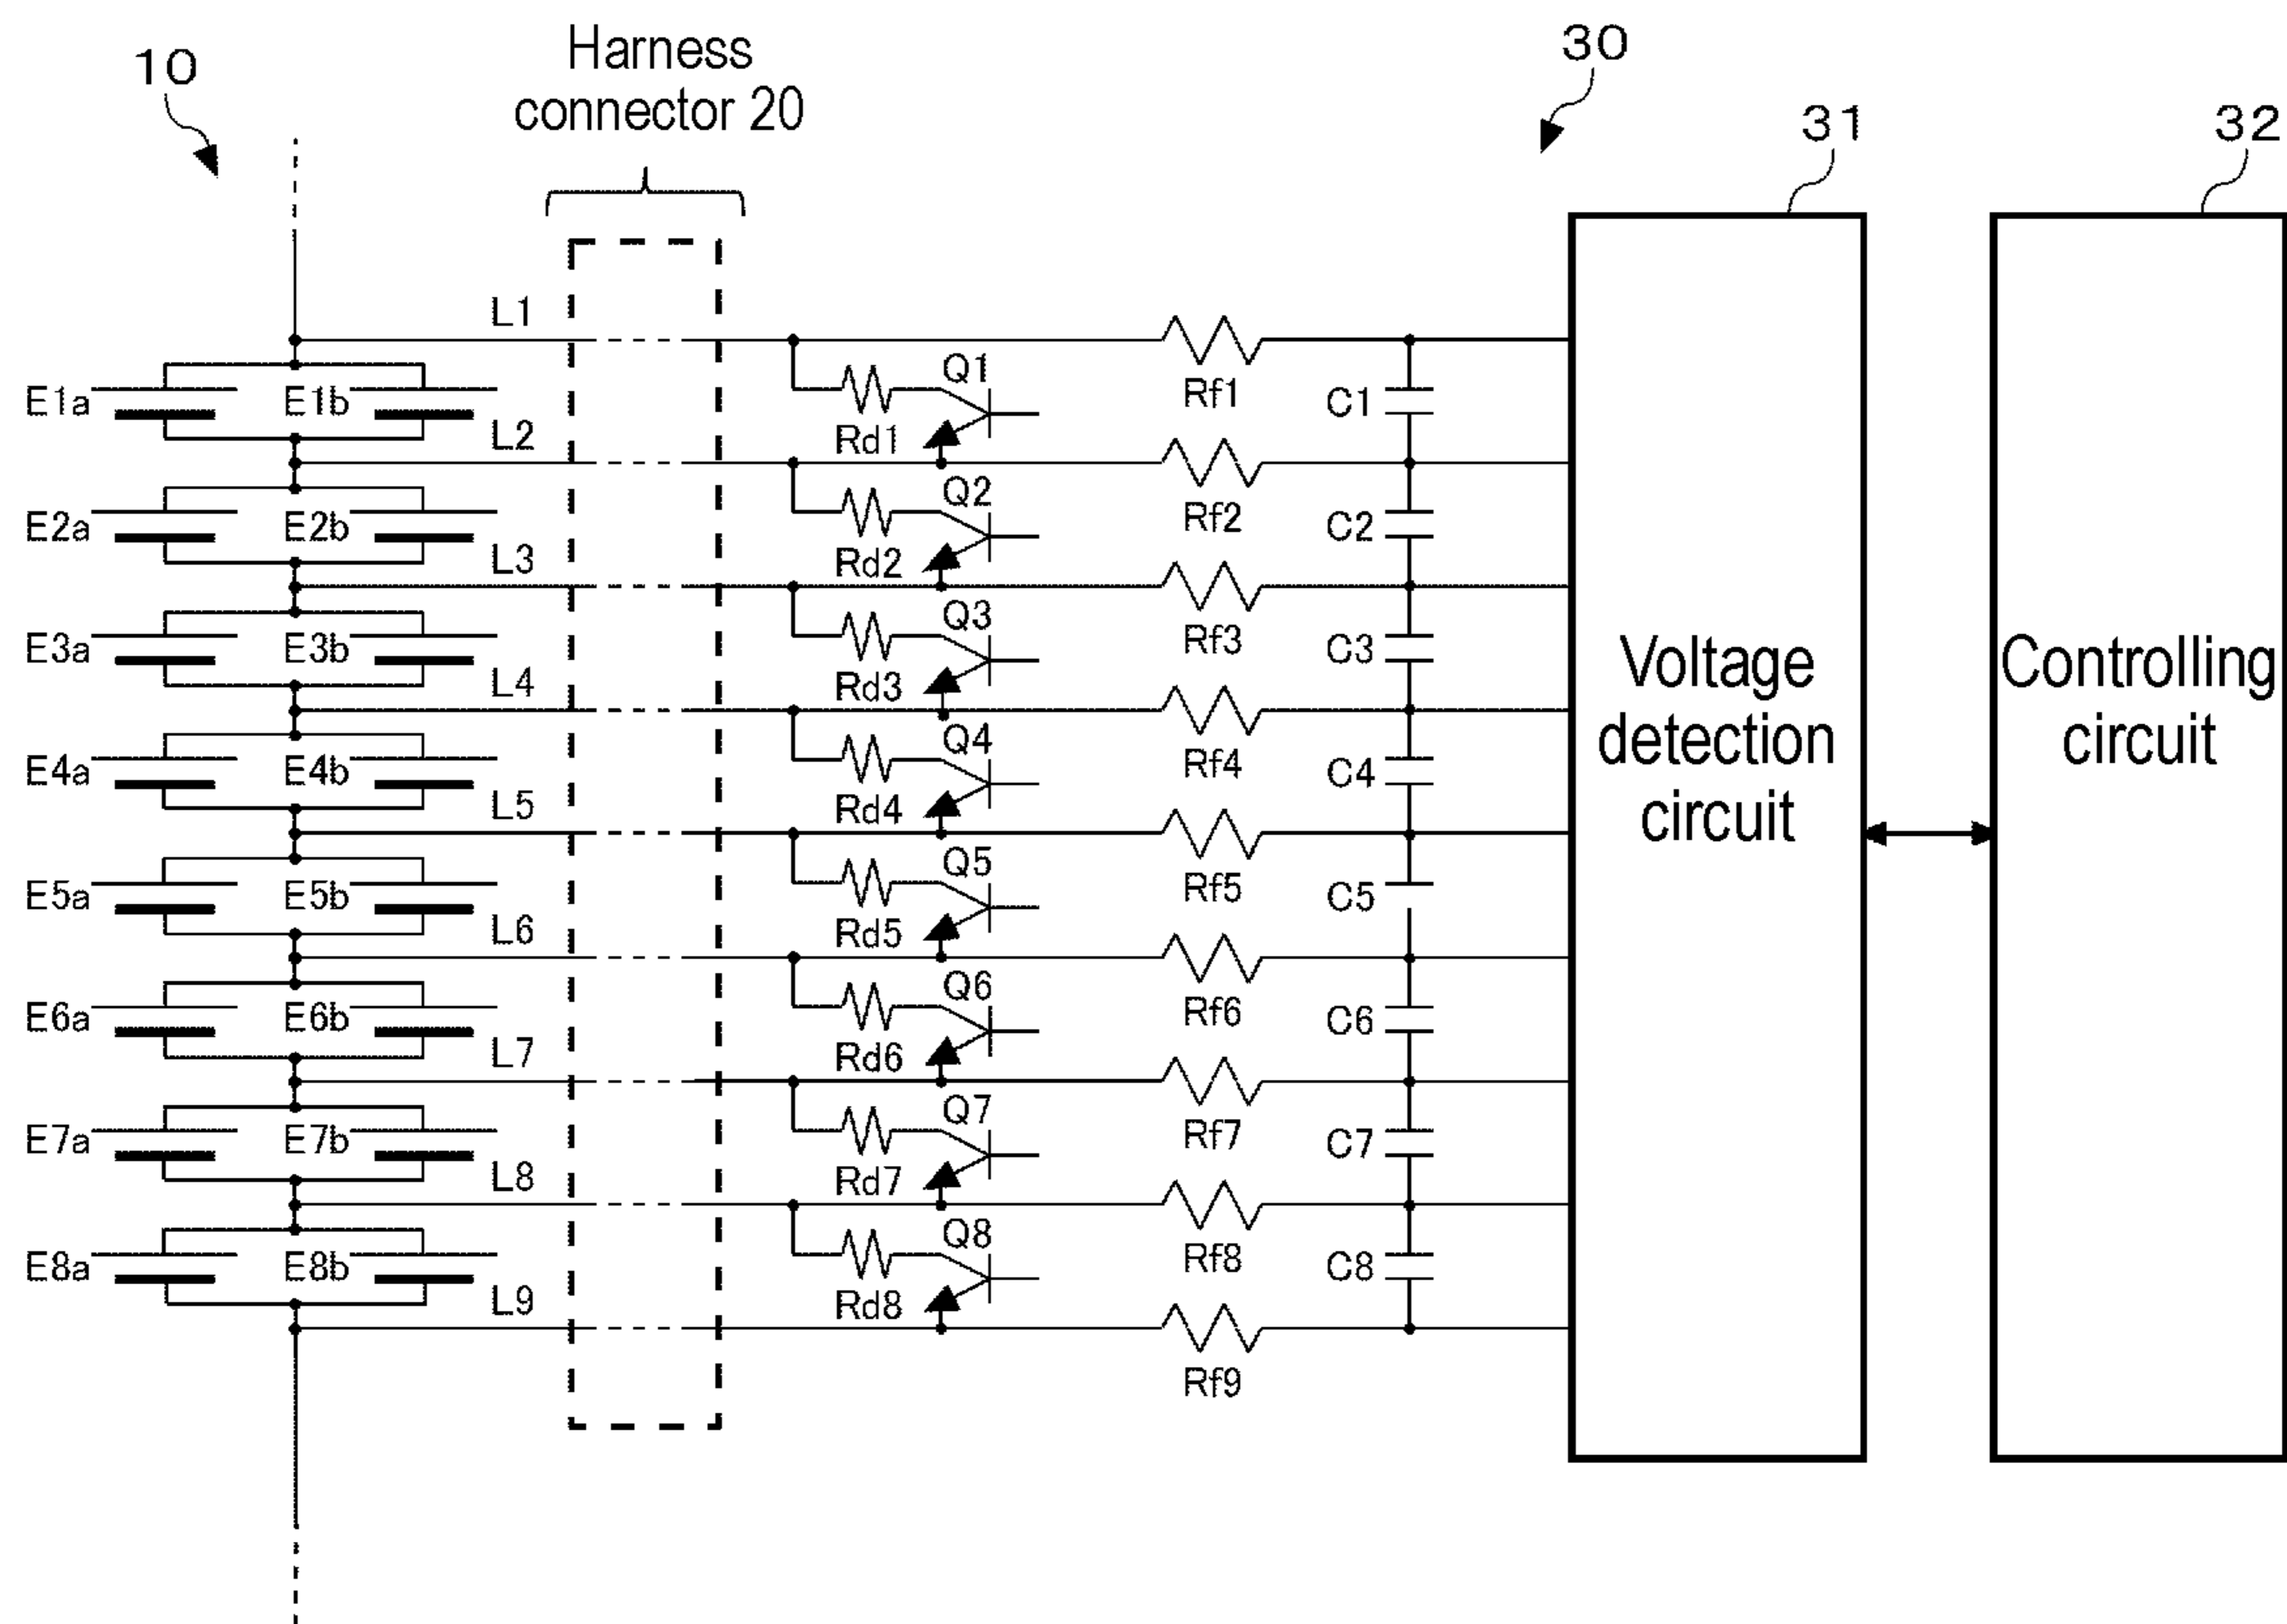 10
Harness
connector 20
30
31
32
L1
E1a
E1b
Q1
Rd1
Rf1
C1
L2
E2a
E2b
Q2
Rd2
Rf2
C2
L3
E3a
E3b
Q3
Rd3
Rf3
C3
L4
E4a
E4b
Q4
Rd4
Rf4
C4
L5
E5a
E5b
Q5
Rd5
Rf5
C5
L6
E6a
E6b
Q6
Rd6
Rf6
C6
L7
E7a
E7b
Q7
Rd7
Rf7
C7
L8
E8a
E8b
Q8
Rd8
Rf8
C8
L9
Rf9
Voltage
detection
circuit
Controlling
circuit